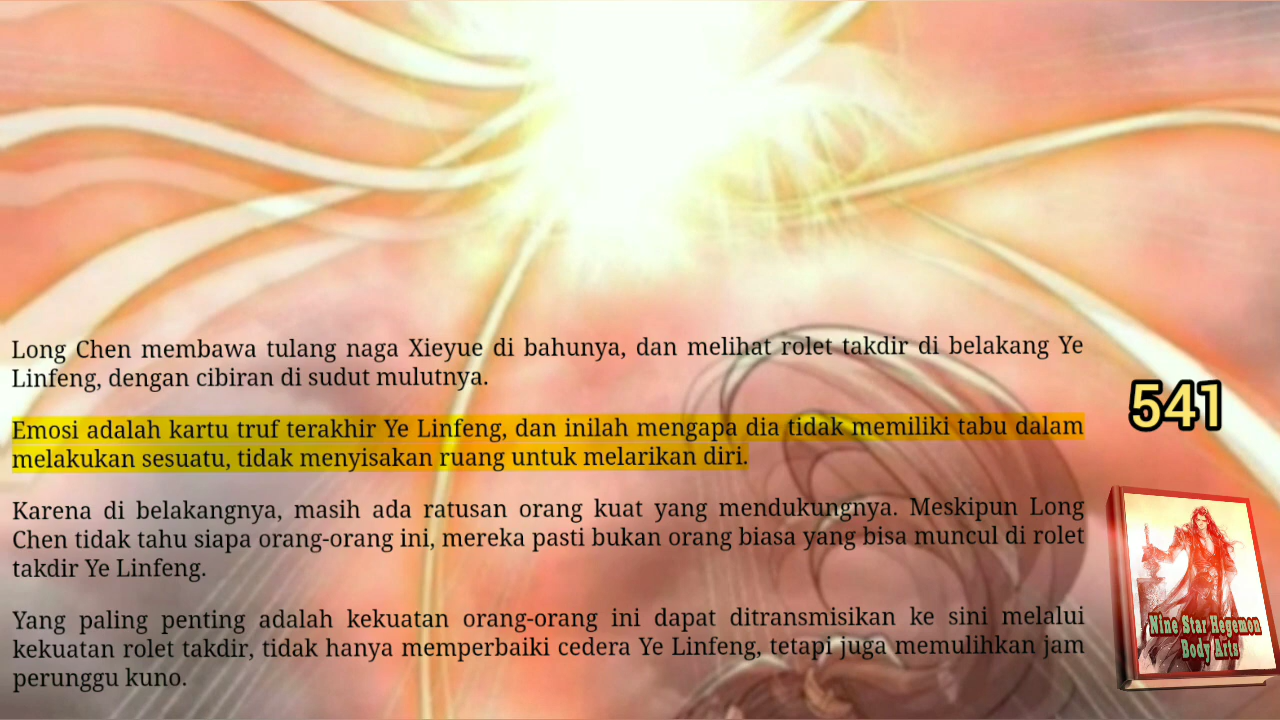 Long Chen membawa tulang naga Xieyue di bahunya, dan melihat rolet takdir di belakang Ye
Linfeng, dengan cibiran di sudut mulutnya.
Emosi adalah kartu truf terakhir Ye Linfeng, dan inilah mengapa dia tidak memiliki tabu dalam
melakukan sesuatu, tidak menyisakan ruang untuk melarikan diri.
Karena di belakangnya, masih ada ratusan orang kuat yang mendukungnya. Meskipun Long
Chen tidak tahu siapa orang-orang ini, mereka pasti bukan orang biasa yang bisa muncul di rolet
takdir Ye Linfeng.
Yang paling penting adalah kekuatan orang-orang ini dapat ditransmisikan ke sini melalui
kekuatan rolet takdir, tidak hanya memperbaiki cedera Ye Linfeng, tetapi juga memulihkan jam
perunggu kuno.
541
Nine Star Hegemon
Body Arts